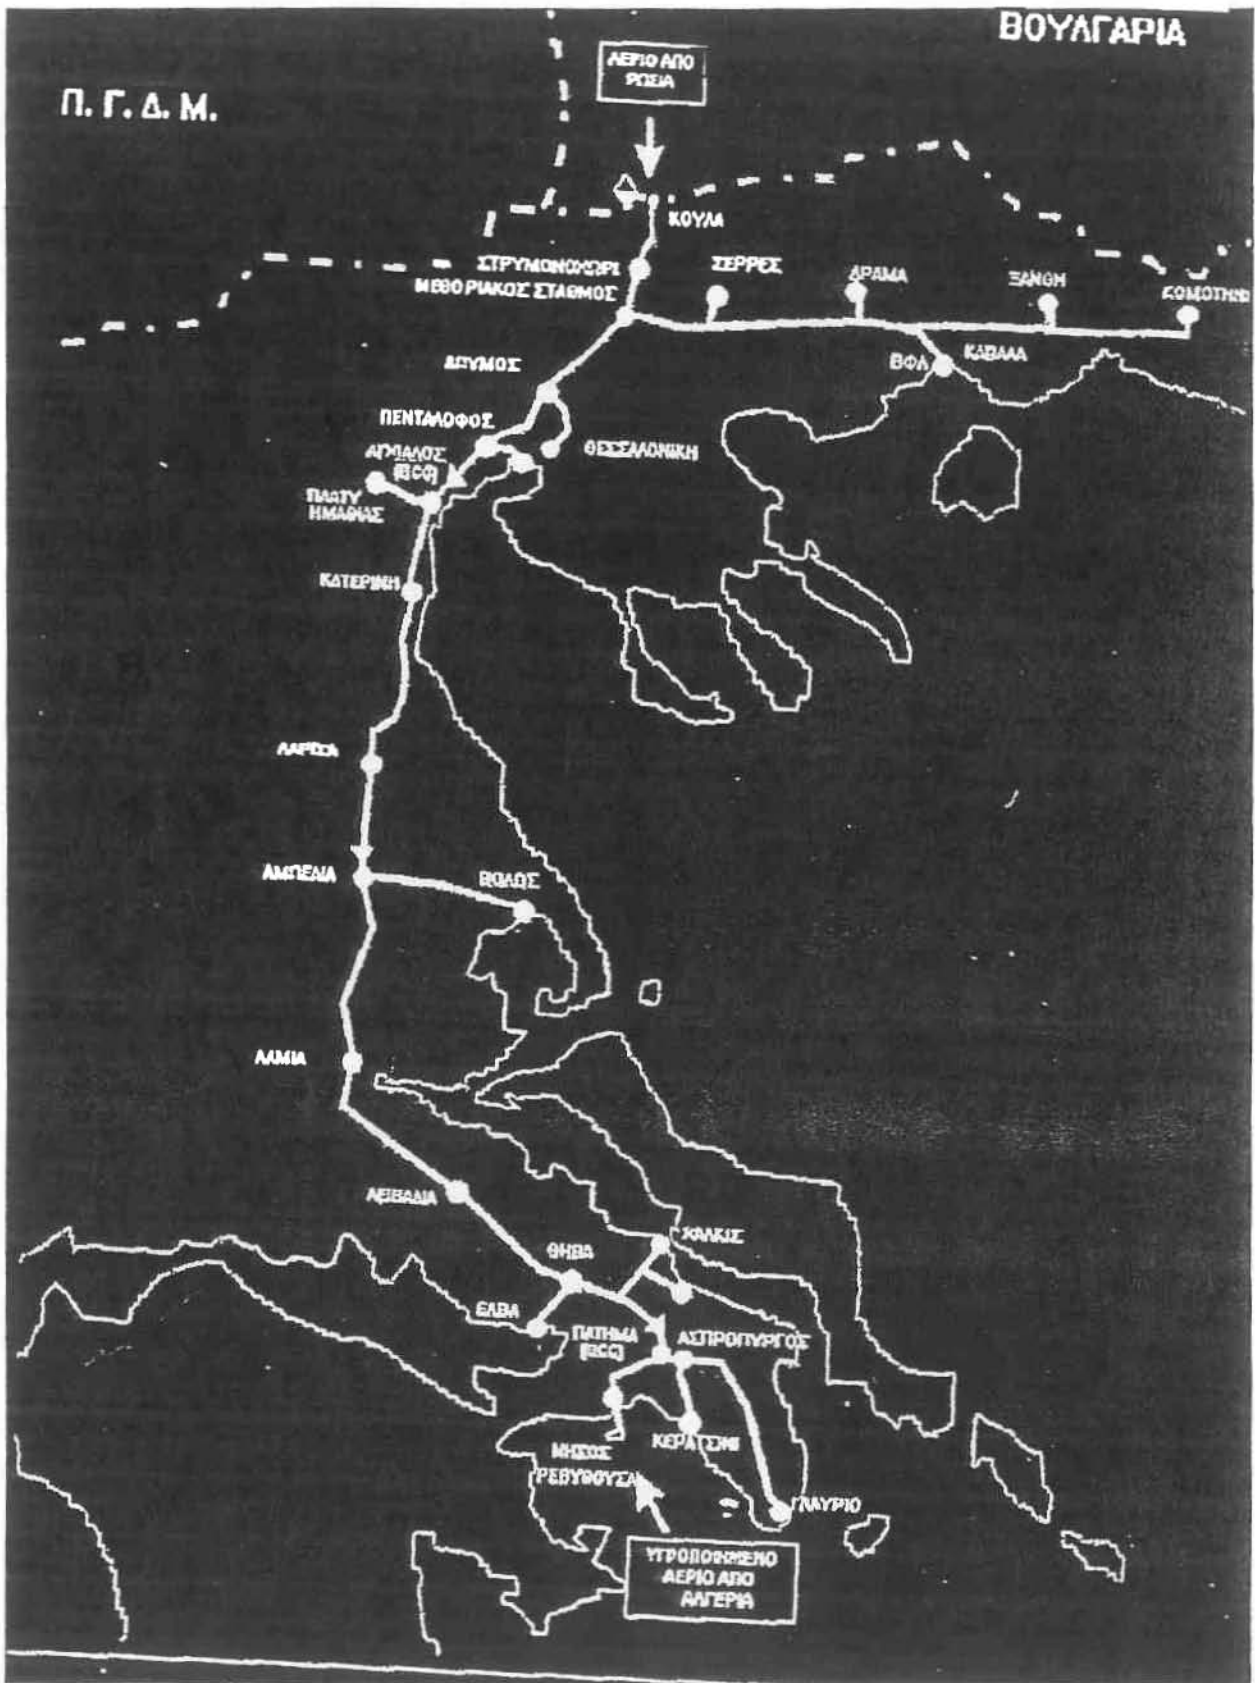 ΒΟΥΛΓΑΡΙΑ
Π. Γ. Δ. Μ.
ΑΕΡΙΟ ΑΠΟ
ΡΩΣΙΑ
ΚΟΥΛΑ
ΣΤΡΥΜΟΝΟΧΩΡΙ
ΜΕΘΟΡΙΑΚΟΣ ΣΤΑΘΜΟΣ
ΣΕΡΡΕΣ
ΔΡΑΜΑ
ΞΑΝΘΗ
ΚΟΜΟΤΗΝΗ
ΒΦΛ
ΚΑΒΑΛΑ
ΔΡΥΜΟΣ
ΠΕΝΤΑΛΟΦΟΣ
ΘΕΣΣΑΛΟΝΙΚΗ
ΑΓΧΙΑΛΟΣ
ΠΛΑΤΥ
ΗΜΑΘΙΑΣ
ΚΑΤΕΡΙΝΗ
ΛΑΡΙΣΑ
ΑΜΠΕΛΙΑ
ΒΟΛΟΣ
ΛΑΜΙΑ
ΛΕΙΒΑΔΙΑ
ΧΑΛΚΙΣ
ΘΗΒΑ
ΕΛΒΑ
ΠΑΤΗΜΑ
ΑΣΠΡΟΠΥΡΓΟΣ
ΚΕΡΑΤΣΙΝΙ
ΝΗΣΟΣ
ΡΕΒΥΘΟΥΣΑ
ΛΑΥΡΙΟ
ΥΓΡΟΠΟΙΗΜΕΝΟ
ΑΕΡΙΟ ΑΠΟ
ΑΛΓΕΡΙΑ